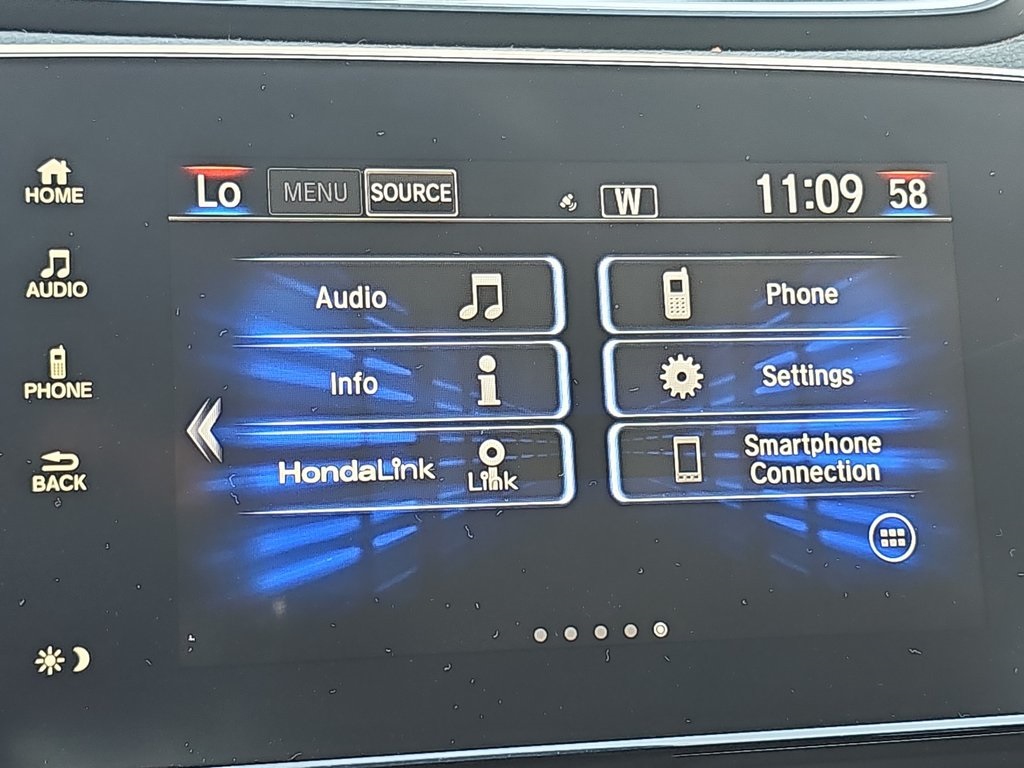 HOME
AUDIO
PHONE
BACK
Lo MENU SOURCE W 11:09 58
Audio
Phone
Info
Settings
HondaLink
Link
Smartphone
Connection